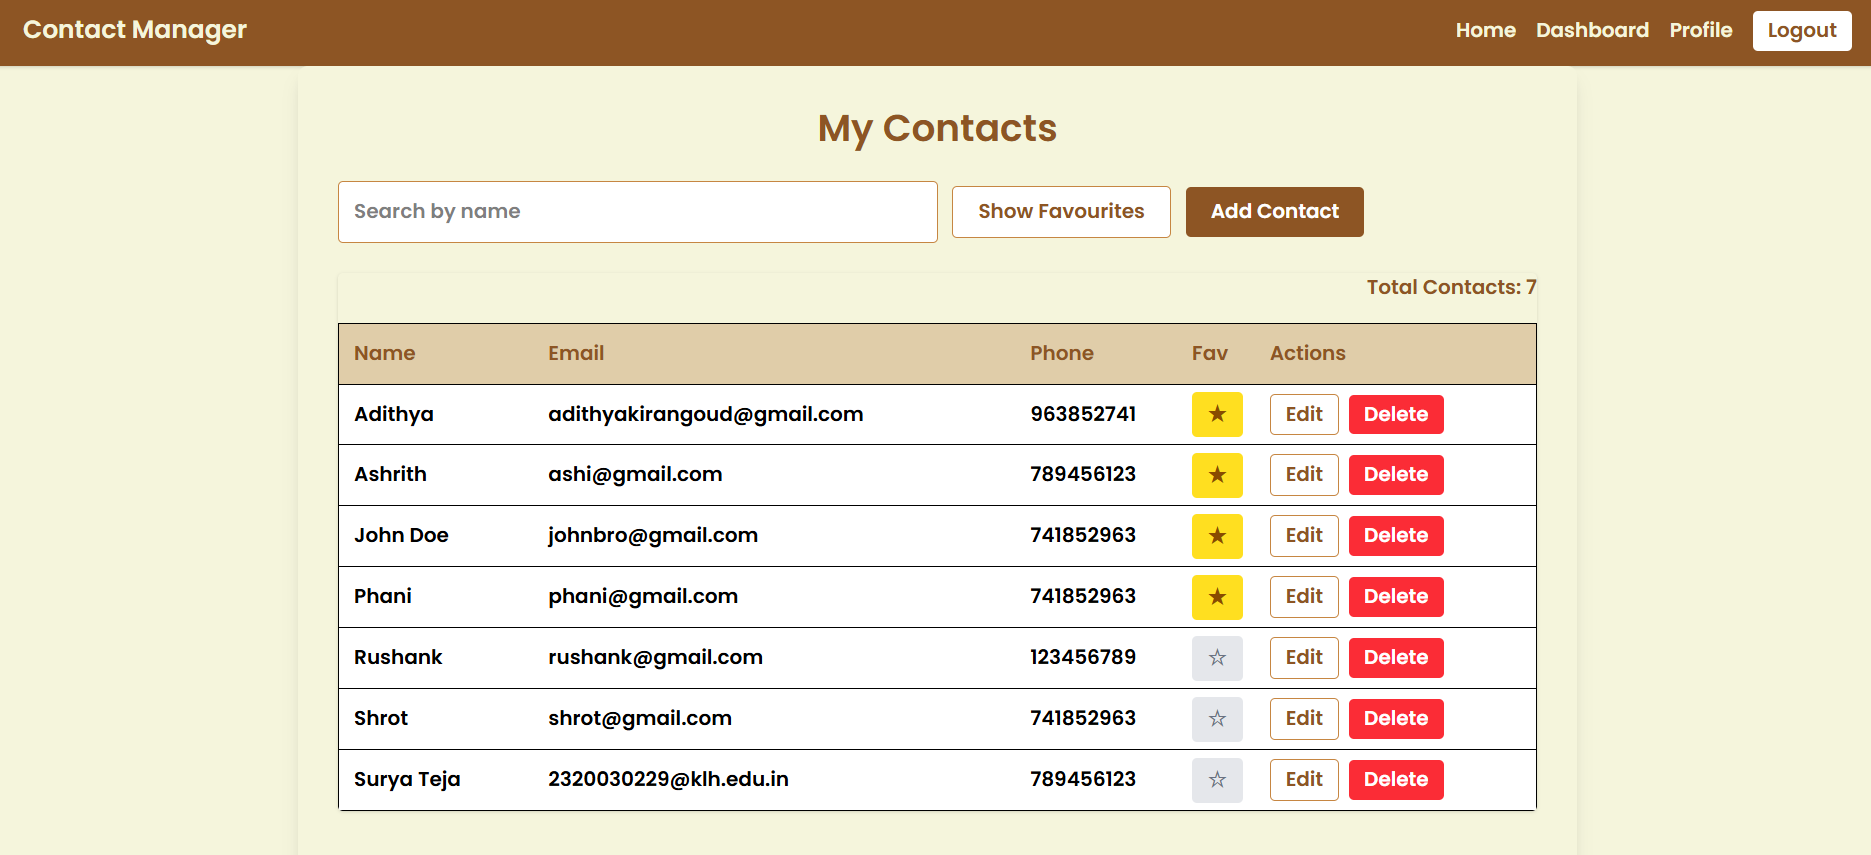 Contact Manager Home Dashboard Profile Logout
My Contacts
Search by name Show Favourites Add Contact
Total Contacts: 7
Name Email Phone Fav Actions
Adithya adithyakirangoud@gmail.com 963852741 ★ Edit Delete
Ashrith ashi@gmail.com 789456123 ★ Edit Delete
John Doe johnbro@gmail.com 741852963 ★ Edit Delete
Phani phani@gmail.com 741852963 ★ Edit Delete
Rushank rushank@gmail.com 123456789 ☆ Edit Delete
Shrot shrot@gmail.com 741852963 ☆ Edit Delete
Surya Teja 2320030229@klh.edu.in 789456123 ☆ Edit Delete